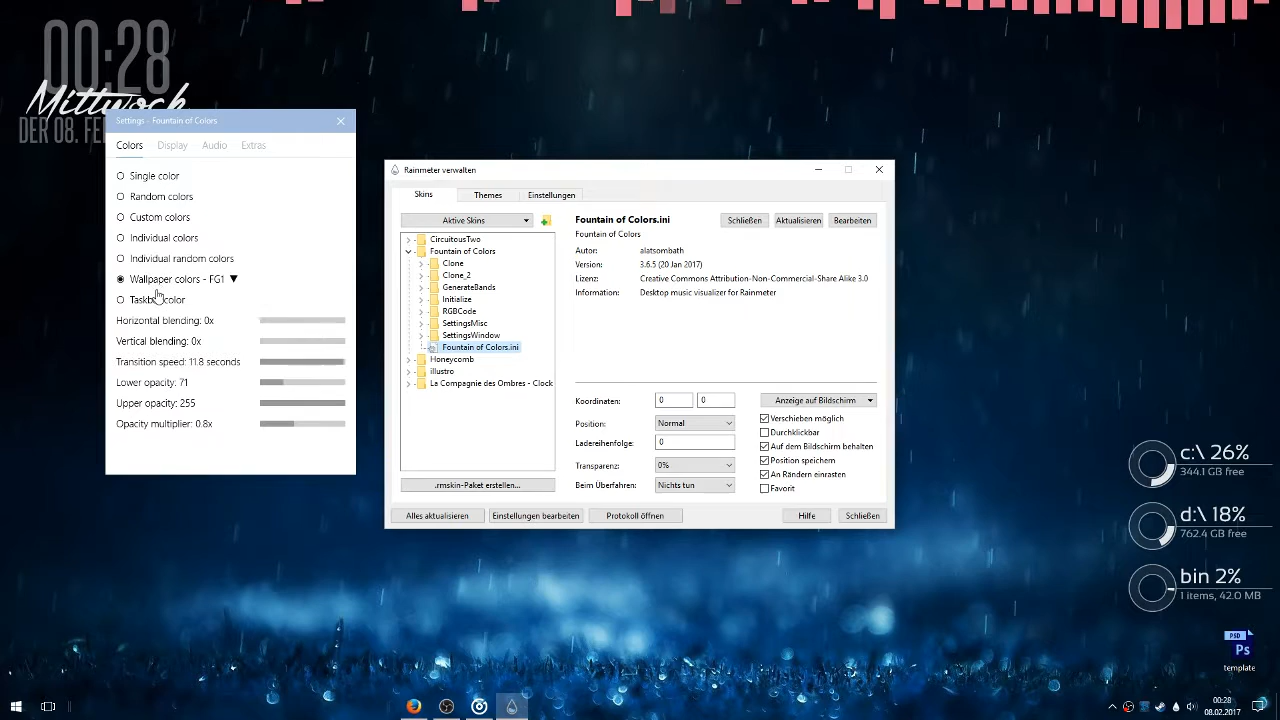 00:28
Mittwoch
DER 08. FE
Settings - Fountain of Colors
Colors
Display
Audio
Extras
Single color
Random colors
Custom colors
Individual colors
Individual random colors
Wallpaper colors - FG1 ▼
Horizontal blending: 0x
Vertical blending: 0x
Transition speed: 11.8 seconds
Lower opacity: 71
Upper opacity: 255
Opacity multiplier: 0.8x
Rainmeter verwalten
Skins
Themes
Einstellungen
Aktive Skins
CircuitousTwo
Fountain of Colors
Clone_
Clone_2
GenerateBands
Initialize
RGBCode
SettingsMisc
SettingsWindow
Fountain of Colors.ini
Honeycomb
illustro
La Compagnie des Ombres - Clock
.rmskin-Paket erstellen...
Fountain of Colors.ini
Schließen
Aktualisieren
Bearbeiten
Fountain of Colors
Autor: alatsombath
Version: 3.6.5 (20 Jan 2017)
Lizenz: Creative Commons Attribution-Non-Commercial-Share Alike 3.0
Information: Desktop music visualizer for Rainmeter
Koordinaten: 0 0
Position: Normal
Ladereihenfolge: 0
Transparenz: 0%
Beim Überfahren: Nichts tun
Anzeige auf Bildschirm
Verschieben möglich
Durchklickbar
Auf dem Bildschirm behalten
Position speichern
An Rändern einrasten
Favorit
Alles aktualisieren
Einstellungen bearbeiten
Protokoll öffnen
Hilfe
Schließen
c:\ 26%
344.1 GB free
d:\ 18%
762.4 GB free
bin 2%
1 items, 42.0 MB
PSD
Ps
template
00:28
08.02.2017